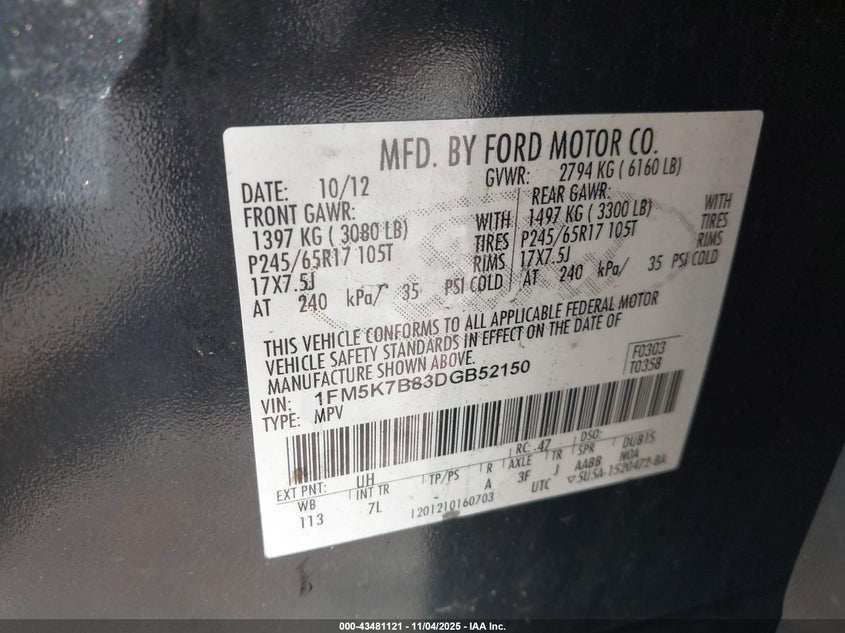 MFD. BY FORD MOTOR CO.
DATE: 10/12
GVWR: 2794 KG ( 6160 LB)
FRONT GAWR:
1397 KG ( 3080 LB) WITH
P245/65R17 105T TIRES
17X7.5J RIMS
AT 240 kPa/ 35 PSI COLD
REAR GAWR:
1497 KG ( 3300 LB) WITH
P245/65R17 105T TIRES
17X7.5J RIMS
AT 240 kPa/ 35 PSI COLD
THIS VEHICLE CONFORMS TO ALL APPLICABLE FEDERAL MOTOR
VEHICLE SAFETY STANDARDS IN EFFECT ON THE DATE OF
MANUFACTURE SHOWN ABOVE.
F0303
T0358
VIN: 1FM5K7B83DGB52150
TYPE: MPV
EXT PNT: UH RC: 47 DSO:
WB INT TR TP/PS R AXLE TR SPR DUB1S
113 7L - A 3F J AABB NOA
1201210160703 UTC ▽5U5A-1520472-BA
000-43481121 - 11/04/2025 - IAA Inc.